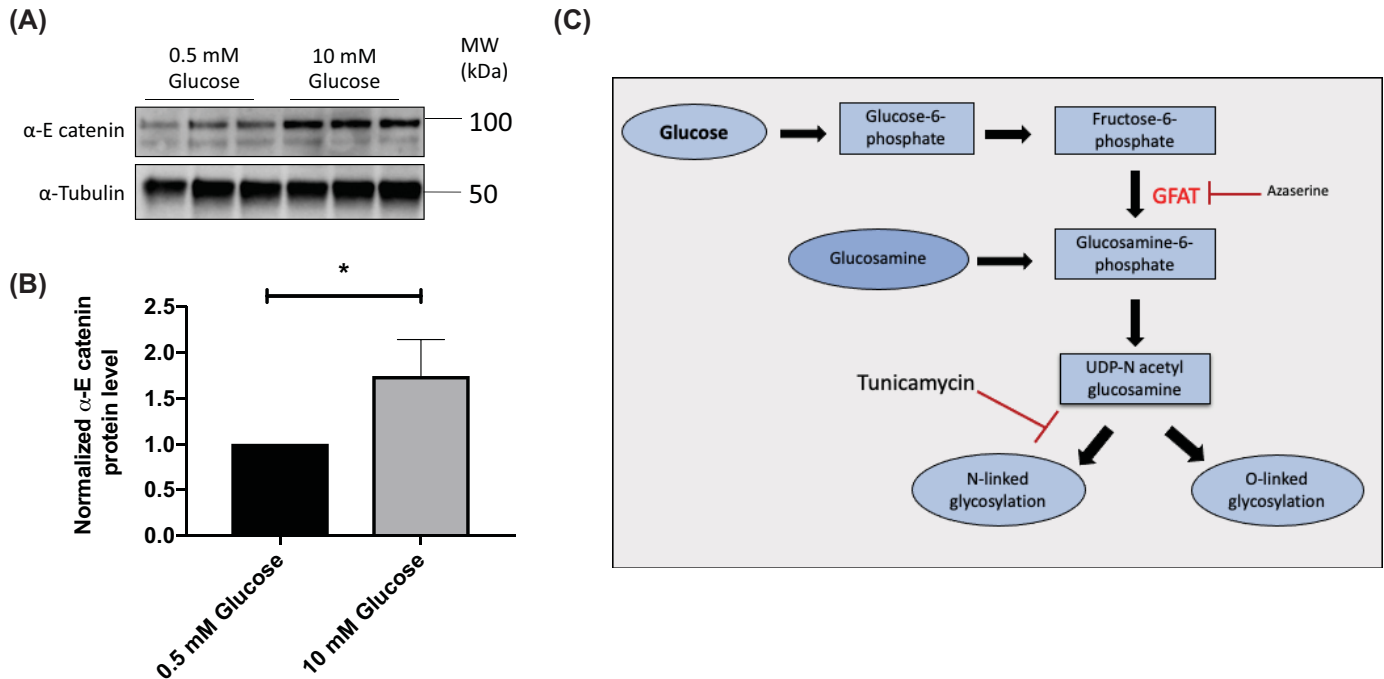 (A)
0.5 mM
Glucose
10 mM
Glucose
MW
(kDa)
α-E catenin
100
α-Tubulin
50
(B)
*
Normalized α-E catenin
protein level
2.5
2.0
1.5
1.0
0.5
0.0
0.5 mM Glucose
10 mM Glucose
(C)
Glucose
Glucose-6-
phosphate
Fructose-6-
phosphate
GFAT
Azaserine
Glucosamine
Glucosamine-6-
phosphate
UDP-N acetyl
glucosamine
Tunicamycin
N-linked
glycosylation
O-linked
glycosylation